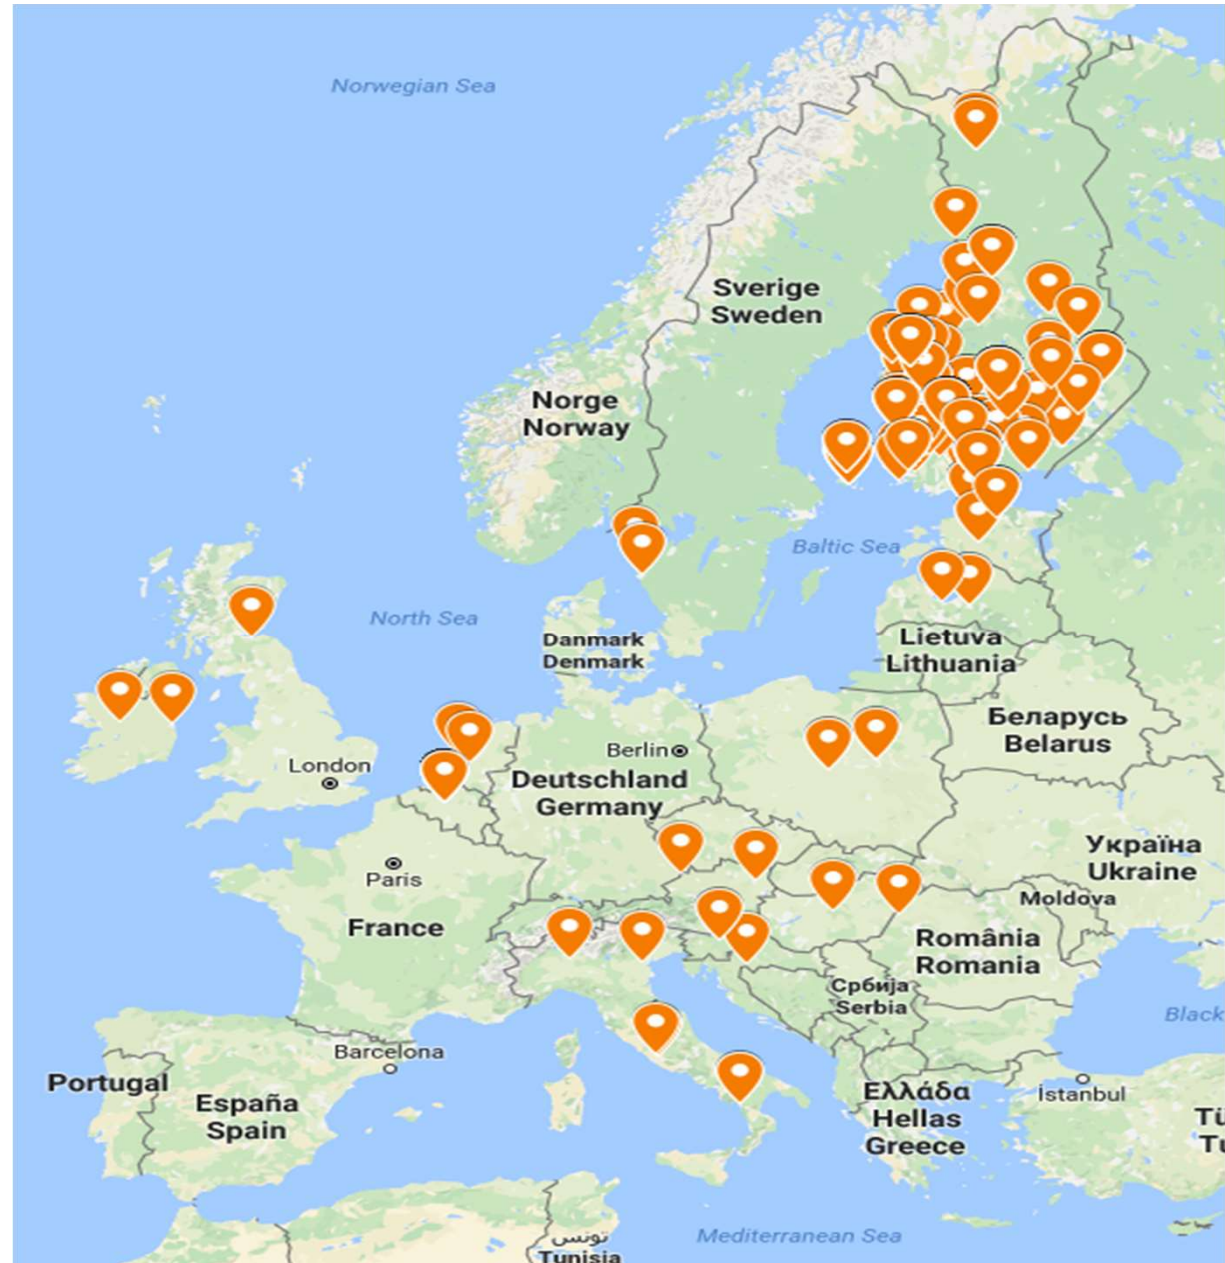 Norwegian Sea
Sverige
Sweden
Norge
Norway
Baltic Sea
North Sea
Danmark
Denmark
Lietuva
Lithuania
Беларусь
Belarus
London
Berlin
Deutschland
Germany
Україна
Ukraine
Paris
Moldova
France
România
Romania
Србија
Serbia
Black
Barcelona
Portugal
España
Spain
Ελλάδα
Hellas
Greece
İstanbul
Tü
Tu
Mediterranean Sea
تونس
Tunisia